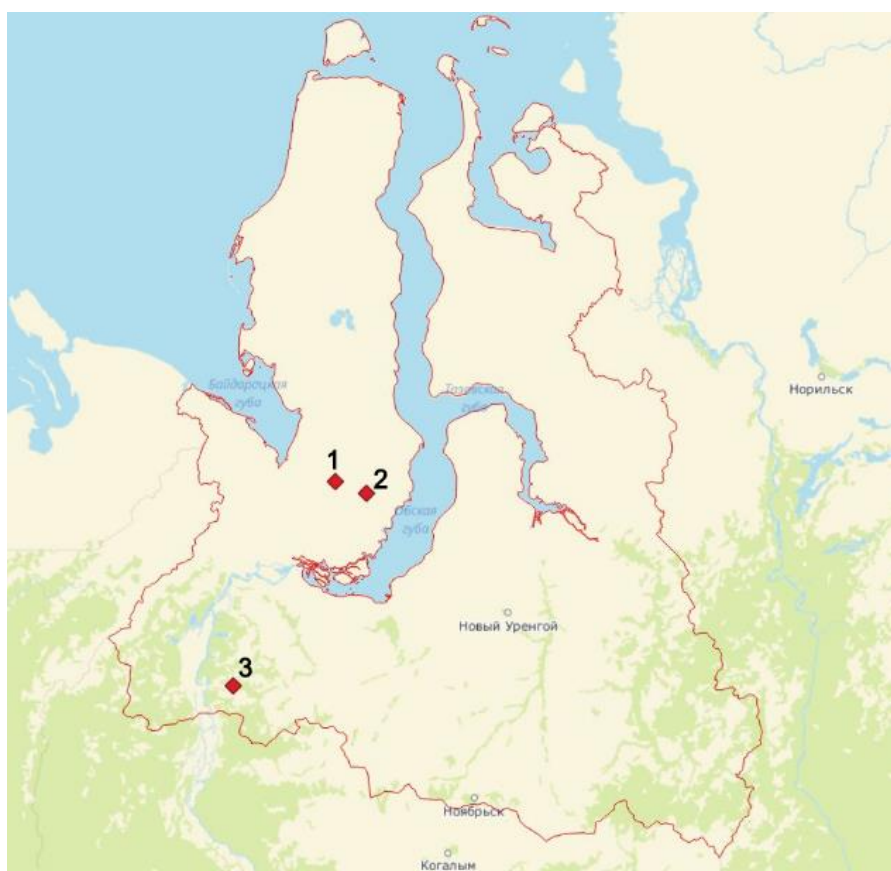 Байдарацкая
губа
Тазовская
губа
Норильск
1
2
Обская
губа
Новый Уренгой
3
Ноябрьск
Когалым